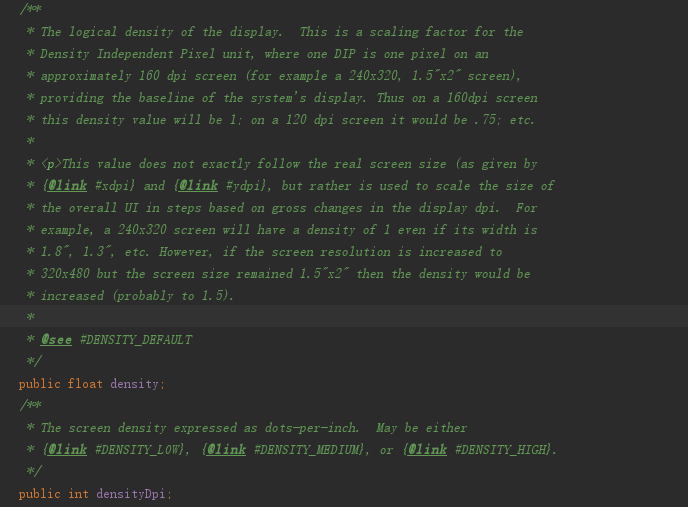 /**
* The logical density of the display.  This is a scaling factor for the
* Density Independent Pixel unit, where one DIP is one pixel on an
* approximately 160 dpi screen (for example a 240x320, 1.5"x2" screen),
* providing the baseline of the system's display. Thus on a 160dpi screen
* this density value will be 1; on a 120 dpi screen it would be .75; etc.
*
* <p>This value does not exactly follow the real screen size (as given by
* {@link #xdpi} and {@link #ydpi}, but rather is used to scale the size of
* the overall UI in steps based on gross changes in the display dpi.  For
* example, a 240x320 screen will have a density of 1 even if its width is
* 1.8", 1.3", etc. However, if the screen resolution is increased to
* 320x480 but the screen size remained 1.5"x2" then the density would be
* increased (probably to 1.5).
*
* @see #DENSITY_DEFAULT
*/
public float density;
/**
* The screen density expressed as dots-per-inch.  May be either
* {@link #DENSITY_LOW}, {@link #DENSITY_MEDIUM}, or {@link #DENSITY_HIGH}.
*/
public int densityDpi;